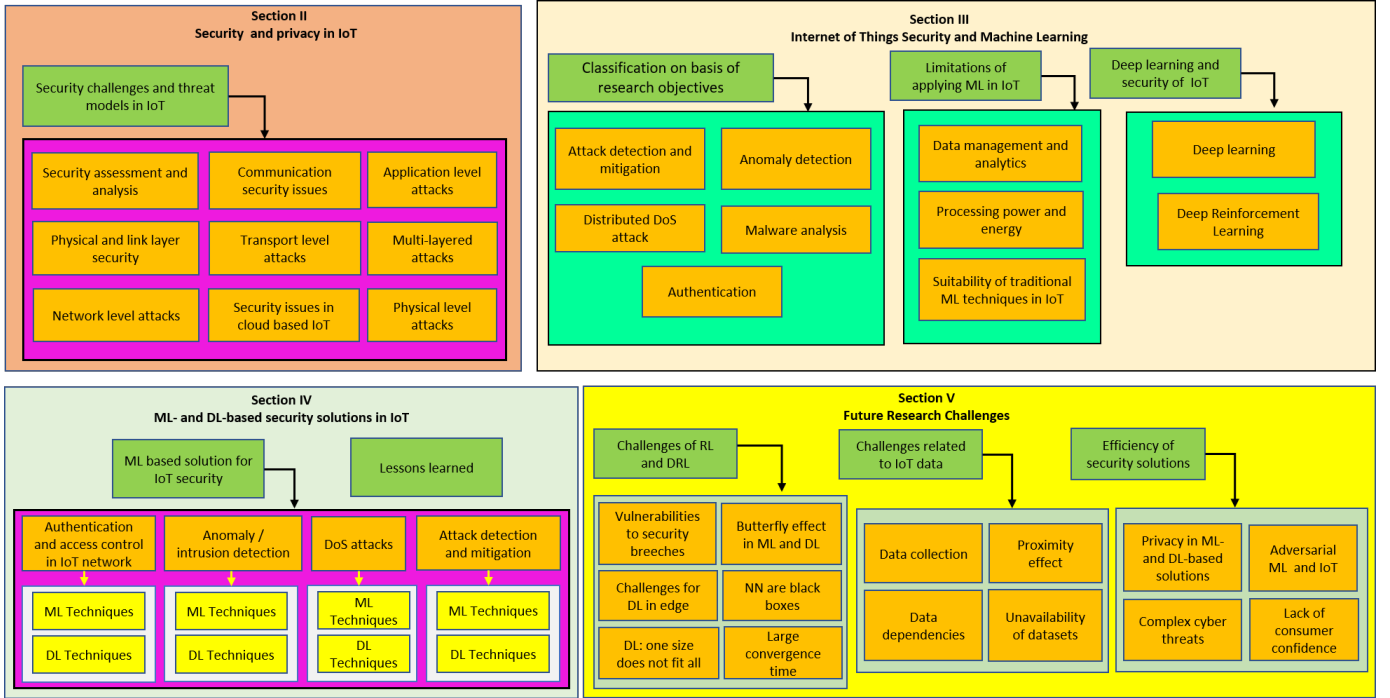 Section II
Security and privacy in IoT
Security challenges and threat
models in IoT
Security assessment and
analysis
Communication
security issues
Application level
attacks
Physical and link layer
security
Transport level
attacks
Multi-layered
attacks
Network level attacks
Security issues in
cloud based IoT
Physical level
attacks
Section III
Internet of Things Security and Machine Learning
Classification on basis of
research objectives
Attack detection and
mitigation
Anomaly detection
Distributed DoS
attack
Malware analysis
Authentication
Limitations of
applying ML in IoT
Data management and
analytics
Processing power and
energy
Suitability of traditional
ML techniques in IoT
Deep learning and
security of IoT
Deep learning
Deep Reinforcement
Learning
Section IV
ML- and DL-based security solutions in IoT
ML based solution for
IoT security
Lessons learned
Authentication
and access control
in IoT network
Anomaly /
intrusion detection
DoS attacks
Attack detection
and mitigation
ML Techniques
DL Techniques
ML Techniques
DL Techniques
ML
Techniques
DL
Techniques
ML Techniques
DL Techniques
Section V
Future Research Challenges
Challenges of RL
and DRL
Vulnerabilities
to security
breeches
Butterfly effect
in ML and DL
Challenges for
DL in edge
NN are black
boxes
DL: one size
does not fit all
Large
convergence
time
Challenges related
to IoT data
Data collection
Proximity
effect
Data
dependencies
Unavailability
of datasets
Efficiency of
security solutions
Privacy in ML-
and DL-based
solutions
Adversarial
ML and IoT
Complex cyber
threats
Lack of
consumer
confidence